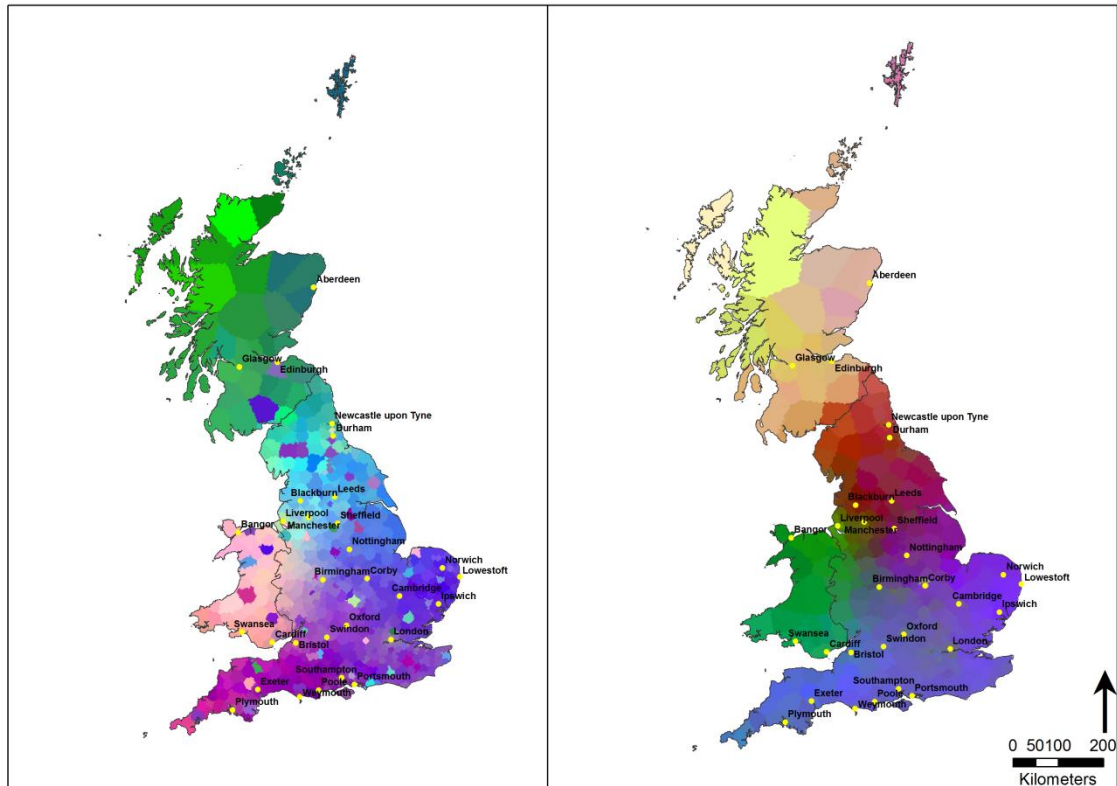 Aberdeen
Glasgow
Edinburgh
Newcastle upon Tyne
Durham
Blackburn
Leeds
Liverpool
Sheffield
Manchester
Bangor
Nottingham
Norwich
Birmingham
Corby
Lowestoft
Cambridge
Ipswich
Swansea
Oxford
Swindon
London
Cardiff
Bristol
Southampton
Portsmouth
Exeter
Poole
Weymouth
Plymouth
Aberdeen
Glasgow
Edinburgh
Newcastle upon Tyne
Durham
Blackburn
Leeds
Liverpool
Sheffield
Manchester
Bangor
Nottingham
Norwich
Birmingham
Corby
Lowestoft
Cambridge
Ipswich
Swansea
Oxford
Swindon
London
Cardiff
Bristol
Southampton
Portsmouth
Exeter
Poole
Weymouth
Plymouth
0 50100 200
Kilometers